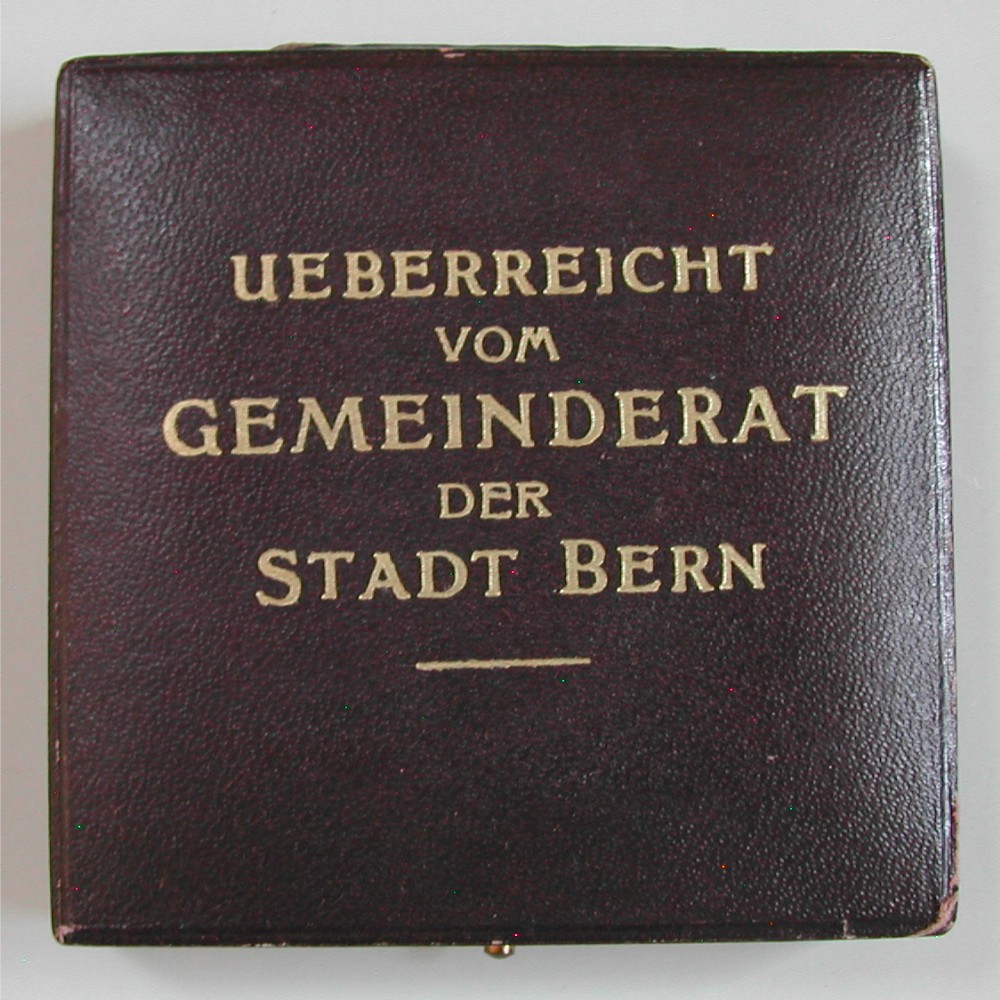 UEBERREICHT
VOM
GEMEINDERAT
DER
STADT BERN